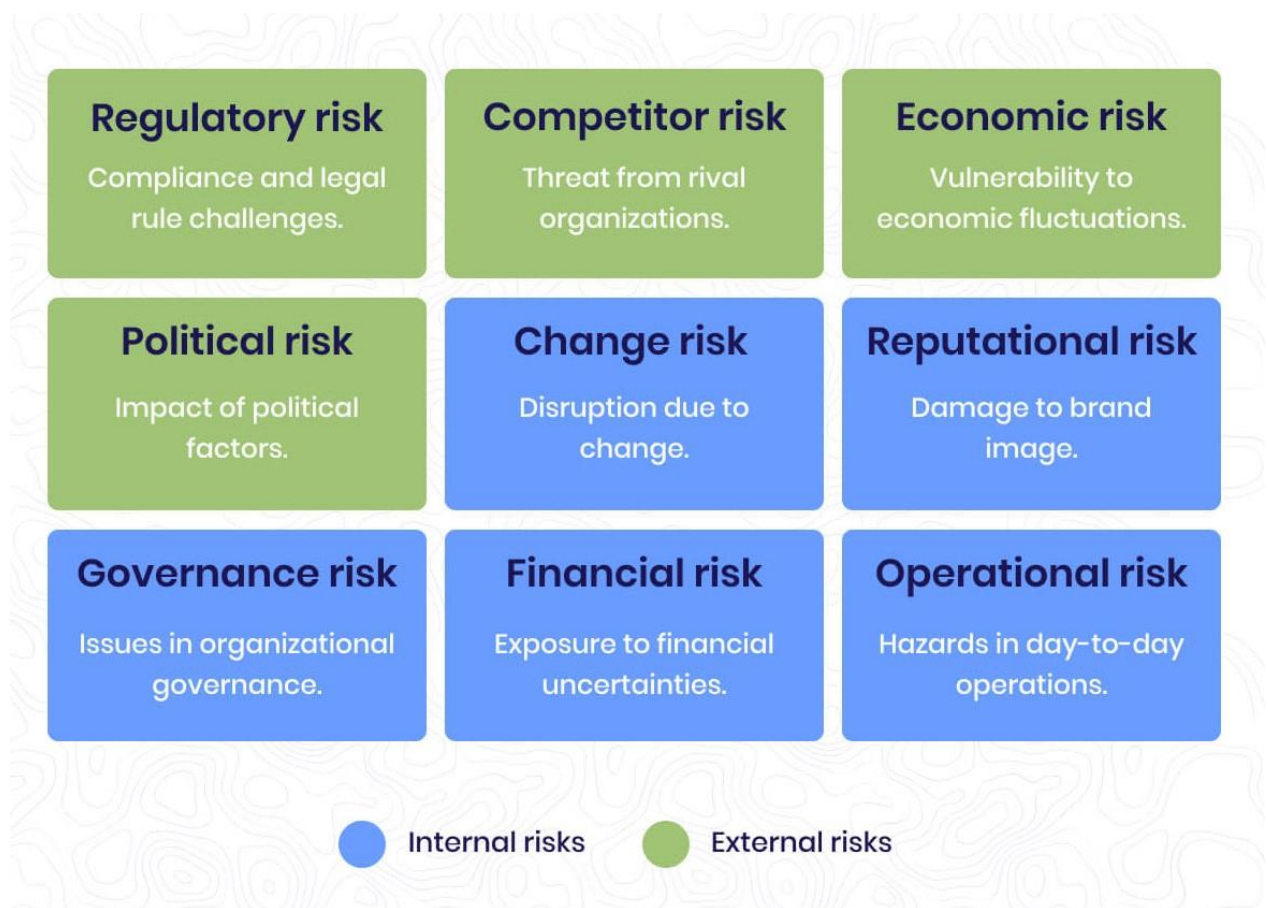 Regulatory risk
Compliance and legal
rule challenges.
Competitor risk
Threat from rival
organizations.
Economic risk
Vulnerability to
economic fluctuations.
Political risk
Impact of political
factors.
Change risk
Disruption due to
change.
Reputational risk
Damage to brand
image.
Governance risk
Issues in organizational
governance.
Financial risk
Exposure to financial
uncertainties.
Operational risk
Hazards in day-to-day
operations.
Internal risks
External risks